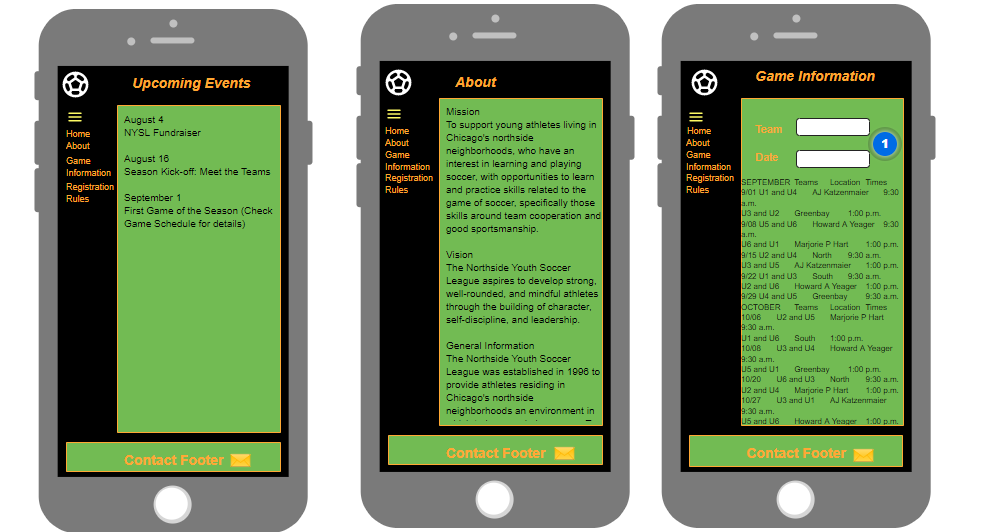 Upcoming Events
Home
About
Game
Information
Registration
Rules
August 4
NYSL Fundraiser
August 16
Season Kick-off: Meet the Teams
September 1
First Game of the Season (Check
Game Schedule for details)
Contact Footer
About
Home
About
Game
Information
Registration
Rules
Mission
To support young athletes living in
Chicago's northside
neighborhoods, who have an
interest in learning and playing
soccer, with opportunities to learn
and practice skills related to the
game of soccer, specifically those
skills around team cooperation and
good sportsmanship.
Vision
The Northside Youth Soccer
League aspires to develop strong,
well-rounded, and mindful athletes
through the building of character,
self-discipline, and leadership.
General Information
The Northside Youth Soccer
League was established in 1996 to
provide athletes residing in
Chicago's northside
neighborhoods an environment in
Contact Footer
Game Information
Home
About
Game
Information
Registration
Rules
Team
Date
1
SEPTEMBER Teams Location Times
9/01 U1 and U4 AJ Katzenmaier 9:30
a.m.
U3 and U2 Greenbay 1:00 p.m.
9/08 U5 and U6 Howard A Yeager 9:30
a.m.
U6 and U1 Marjorie P Hart 1:00 p.m.
9/15 U2 and U4 North 9:30 a.m.
U3 and U5 AJ Katzenmaier 1:00 p.m.
9/22 U1 and U3 South 9:30 a.m.
U2 and U6 Howard A Yeager 1:00 p.m.
9/29 U4 and U5 Greenbay 9:30 a.m.
OCTOBER Teams Location Times
10/06 U2 and U5 Marjorie P Hart
9:30 a.m.
U1 and U6 South 1:00 p.m.
10/08 U3 and U4 Howard A Yeager
9:30 a.m.
U5 and U1 Greenbay 1:00 p.m.
10/20 U6 and U3 North 9:30 a.m.
U2 and U4 Marjorie P Hart 1:00 p.m.
10/27 U3 and U1 AJ Katzenmaier
9:30 a.m.
U5 and U6 Howard A Yeager 1:00 p.m.
Contact Footer